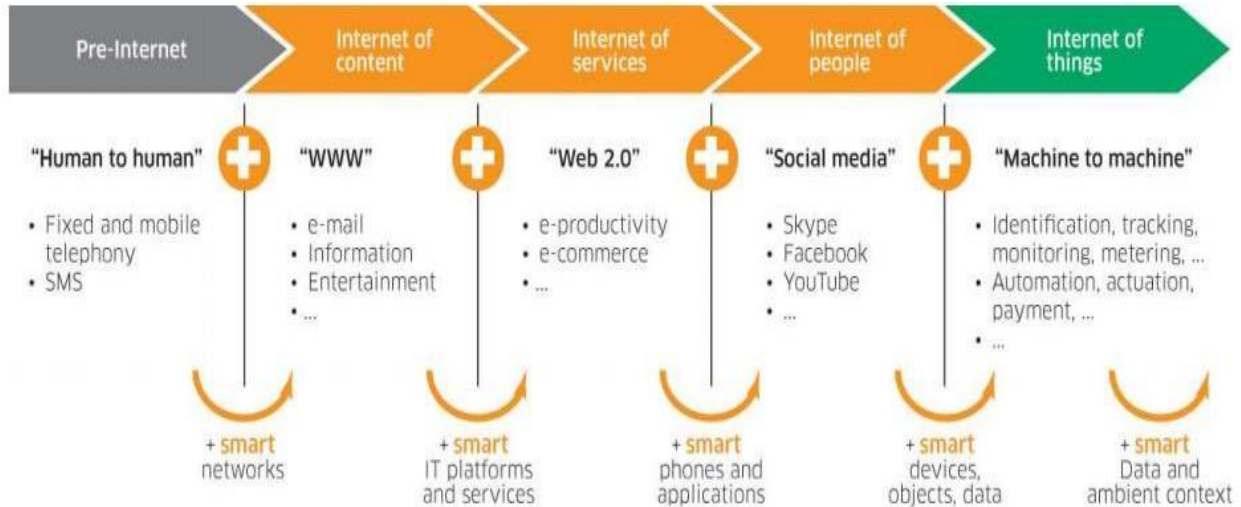 Pre-Internet
Internet of
content
Internet of
services
Internet of
people
Internet of
things
“Human to human”
• Fixed and mobile
telephony
• SMS
“WWW”
• e-mail
• Information
• Entertainment
• ...
“Web 2.0”
• e-productivity
• e-commerce
• ...
“Social media”
• Skype
• Facebook
• YouTube
• ...
“Machine to machine”
• Identification, tracking,
monitoring, metering, ...
• Automation, actuation,
payment, ...
• ...
+ smart
networks
+ smart
IT platforms
and services
+ smart
phones and
applications
+ smart
devices,
objects, data
+ smart
Data and
ambient context